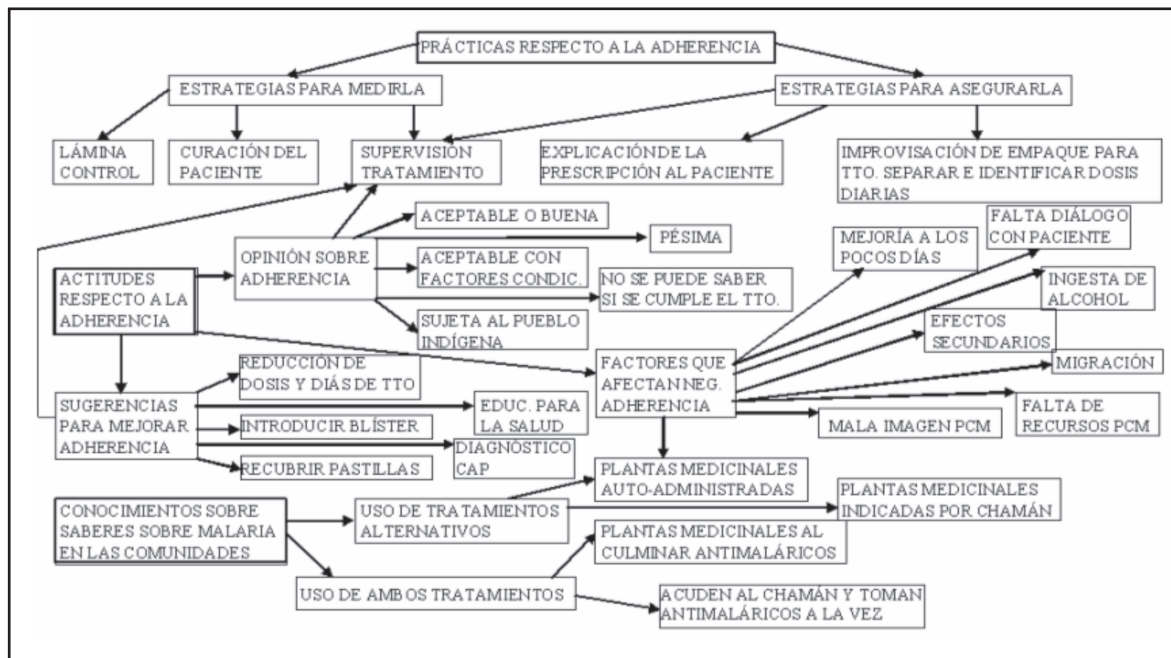 PRÁCTICAS RESPECTO A LA ADHERENCIA
ESTRATEGIAS PARA MEDIRLA
ESTRATEGIAS PARA ASEGURARLA
LÁMINA
CONTROL
CURACIÓN DEL
PACIENTE
SUPERVISIÓN
TRATAMIENTO
EXPLICACIÓN DE LA
PRESCRIPCIÓN AL PACIENTE
IMPROVISACIÓN DE EMPAQUE PARA
TTO. SEPARAR E IDENTIFICAR DOSIS
DIARIAS
ACEPTABLE O BUENA
PÉSIMA
MEJORÍA A LOS
POCOS DÍAS
FALTA DIÁLOGO
CON PACIENTE
OPINIÓN SOBRE
ADHERENCIA
ACEPTABLE CON
FACTORES CONDIC.
NO SE PUEDE SABER
SI SE CUMPLE EL TTO.
INGESTA DE
ALCOHOL
ACTITUDES
RESPECTO A LA
ADHERENCIA
SUJETA AL PUEBLO
INDÍGENA
EFECTOS
SECUNDARIOS
REDUCCIÓN DE
DOSIS Y DIÁS DE TTO
FACTORES QUE
AFECTAN NEG.
ADHERENCIA
MIGRACIÓN
SUGERENCIAS
PARA MEJORAR
ADHERENCIA
EDUC. PARA
LA SALUD
INTRODUCIR BLÍSTER
MALA IMAGEN PCM
FALTA DE
RECURSOS PCM
DIAGNÓSTICO
CAP
RECUBRIR PASTILLAS
PLANTAS MEDICINALES
AUTO-ADMINISTRADAS
PLANTAS MEDICINALES
INDICADAS POR CHAMÁN
CONOCIMIENTOS SOBRE
SABERES SOBRE MALARIA
EN LAS COMUNIDADES
USO DE TRATAMIENTOS
ALTERNATIVOS
PLANTAS MEDICINALES AL
CULMINAR ANTIMALÁRICOS
USO DE AMBOS TRATAMIENTOS
ACUDEN AL CHAMÁN Y TOMAN
ANTIMALÁRICOS A LA VEZ